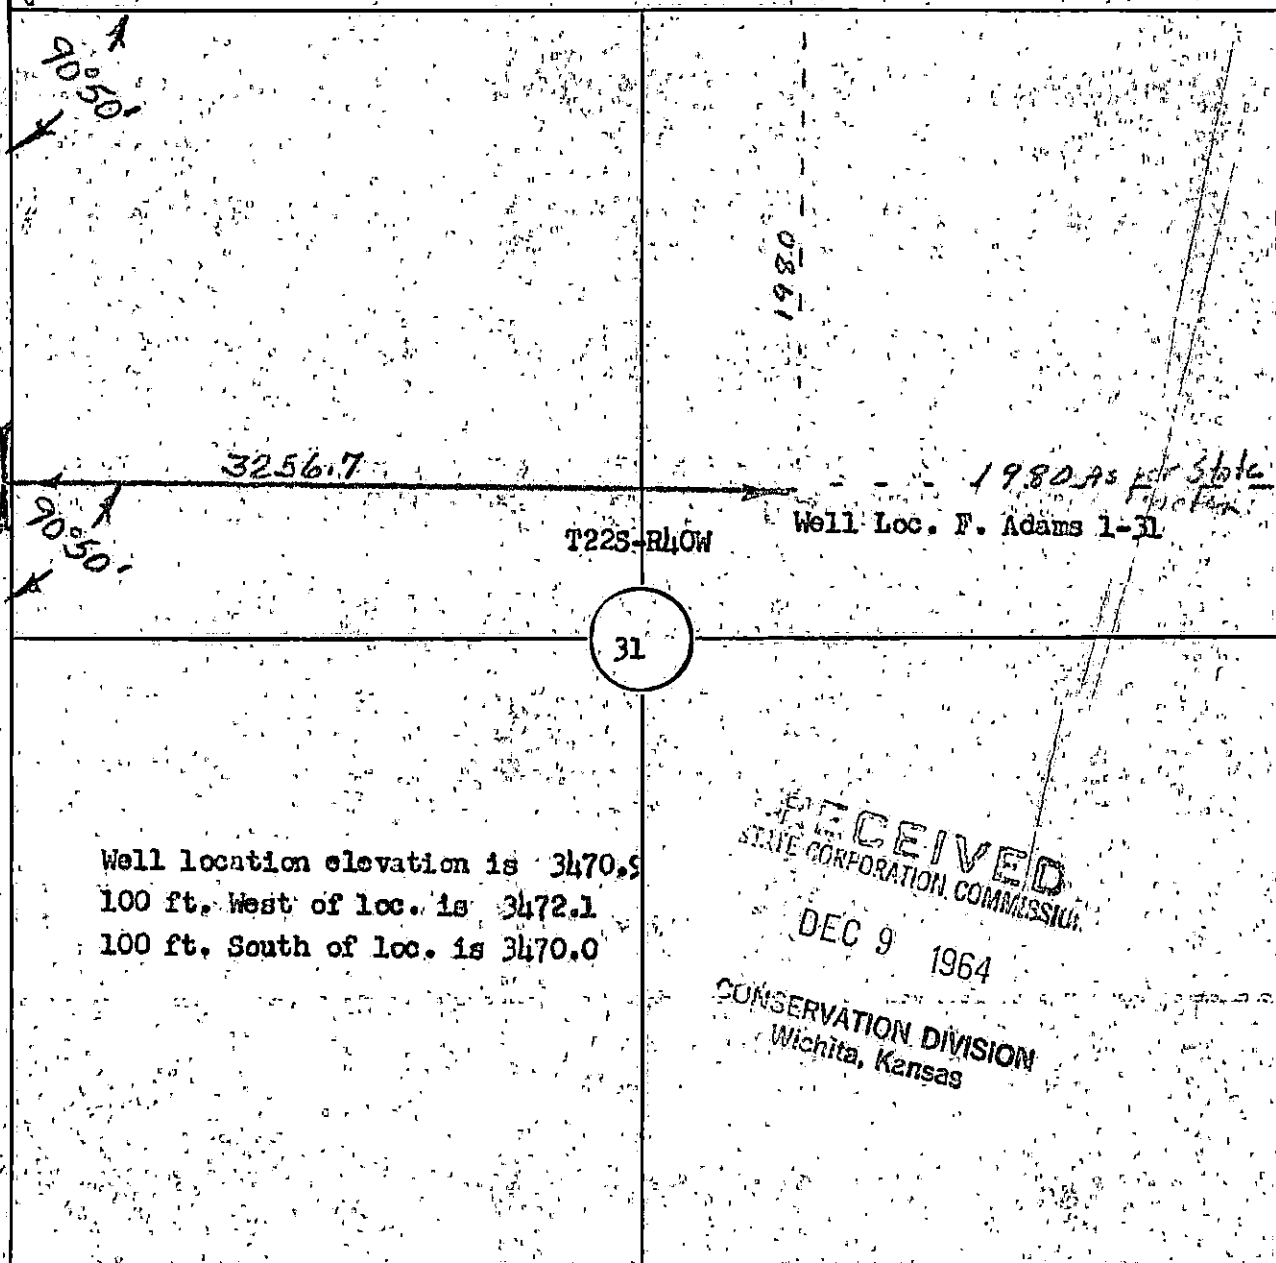 90°50'
1980
3256.7
1980 As per State
90°50'
T22S-R40W
Well Loc. F. Adams 1-31
31
Well location elevation is 3470.9
100 ft. West of loc. is 3472.1
100 ft. South of loc. is 3470.0
RECEIVED
STATE CORPORATION COMMISSION
DEC 9 1964
CONSERVATION DIVISION
Wichita, Kansas